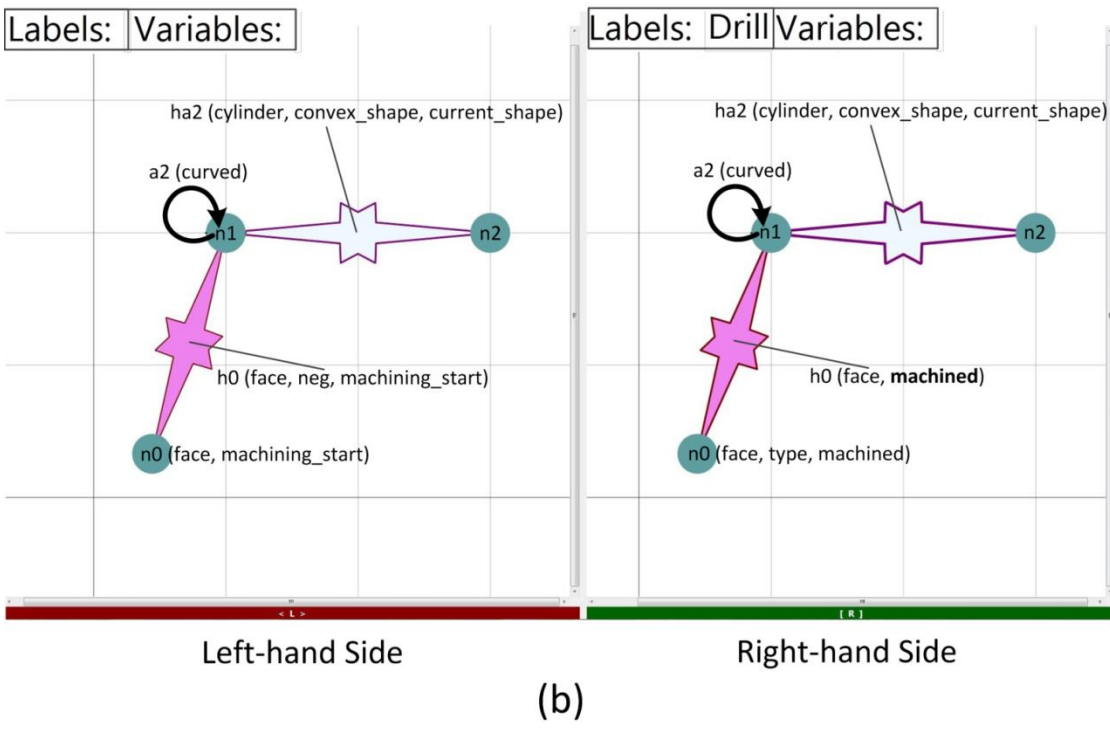 Labels: Variables:
ha2 (cylinder, convex_shape, current_shape)
a2 (curved)
n1
n2
h0 (face, neg, machining_start)
n0 (face, machining_start)
< L >
Left-hand Side
Labels: Drill Variables:
ha2 (cylinder, convex_shape, current_shape)
a2 (curved)
n1
n2
h0 (face, machined)
n0 (face, type, machined)
[ R ]
Right-hand Side
(b)